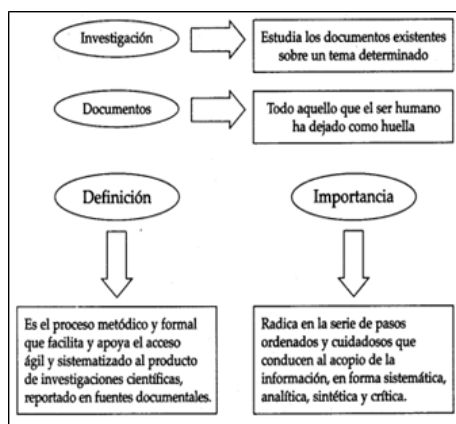 Investigación
Estudia los documentos existentes
sobre un tema determinado
Documentos
Todo aquello que el ser humano
ha dejado como huella
Definición
Importancia
Es el proceso metódico y formal
que facilita y apoya el acceso
ágil y sistematizado al producto
de investigaciones científicas,
reportado en fuentes documentales.
Radica en la serie de pasos
ordenados y cuidadosos que
conducen al acopio de la
información, en forma sistemática,
analítica, sintética y crítica.